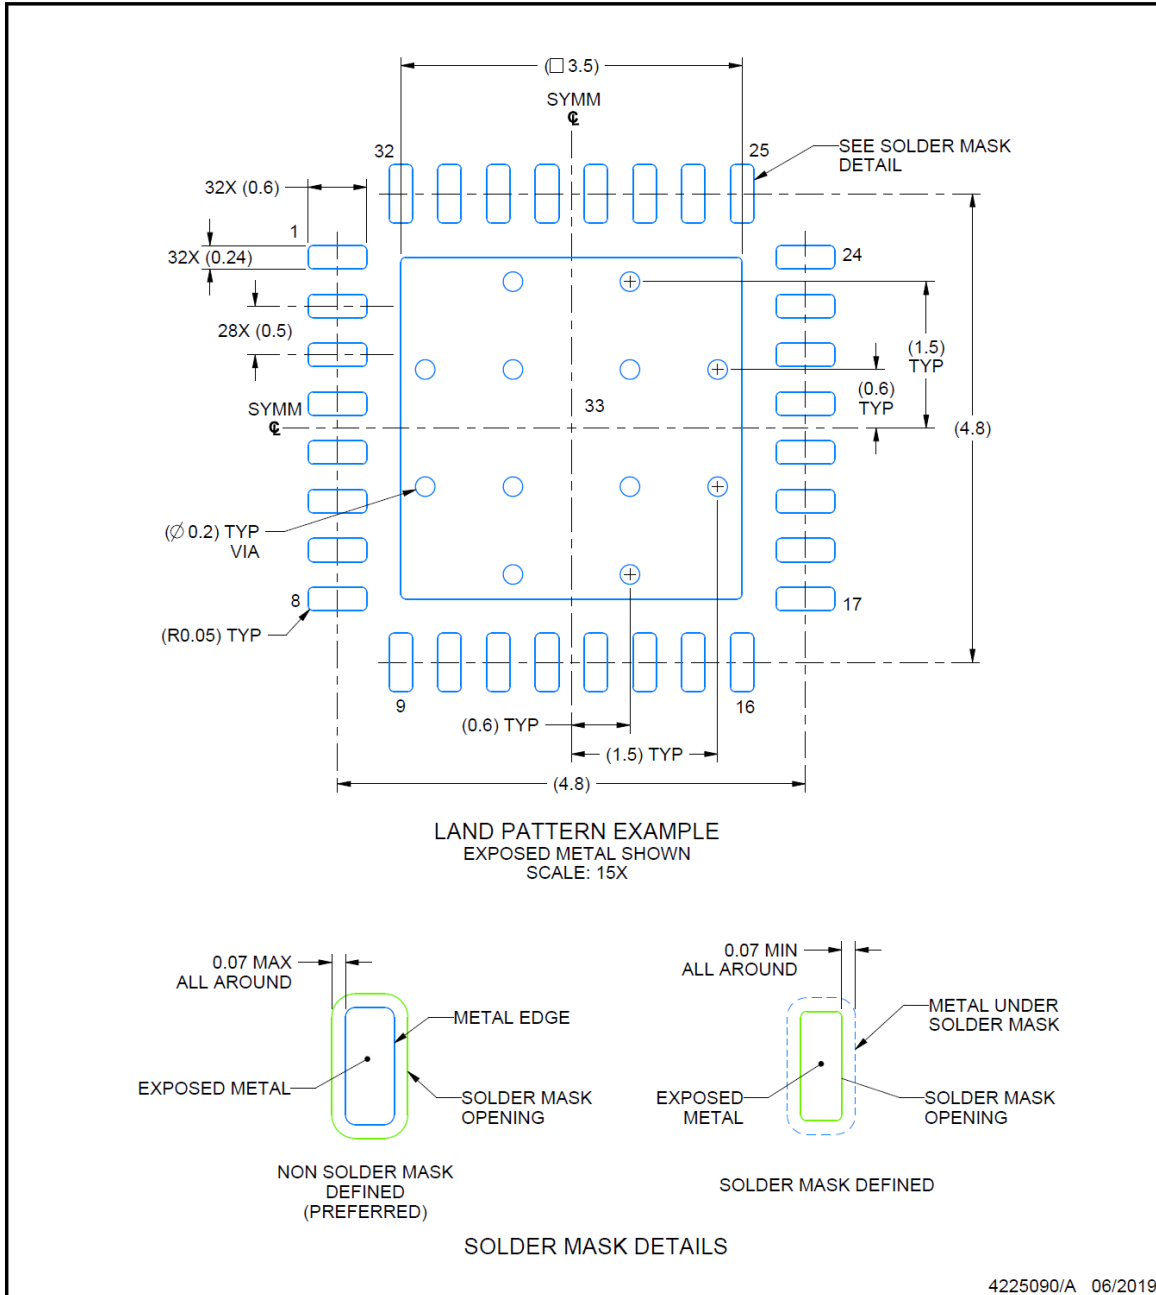 (□ 3.5)
SYMM
℄
32
25
SEE SOLDER MASK
DETAIL
32X (0.6)
1
24
32X (0.24)
28X (0.5)
(1.5)
TYP
(0.6)
TYP
SYMM
℄
33
(4.8)
(∅ 0.2) TYP
VIA
8
17
(R0.05) TYP
9
16
(0.6) TYP
(1.5) TYP
(4.8)
LAND PATTERN EXAMPLE
EXPOSED METAL SHOWN
SCALE: 15X
0.07 MAX
ALL AROUND
METAL EDGE
EXPOSED METAL
SOLDER MASK
OPENING
NON SOLDER MASK
DEFINED
(PREFERRED)
0.07 MIN
ALL AROUND
METAL UNDER
SOLDER MASK
EXPOSED
METAL
SOLDER MASK
OPENING
SOLDER MASK DEFINED
SOLDER MASK DETAILS
4225090/A 06/2019